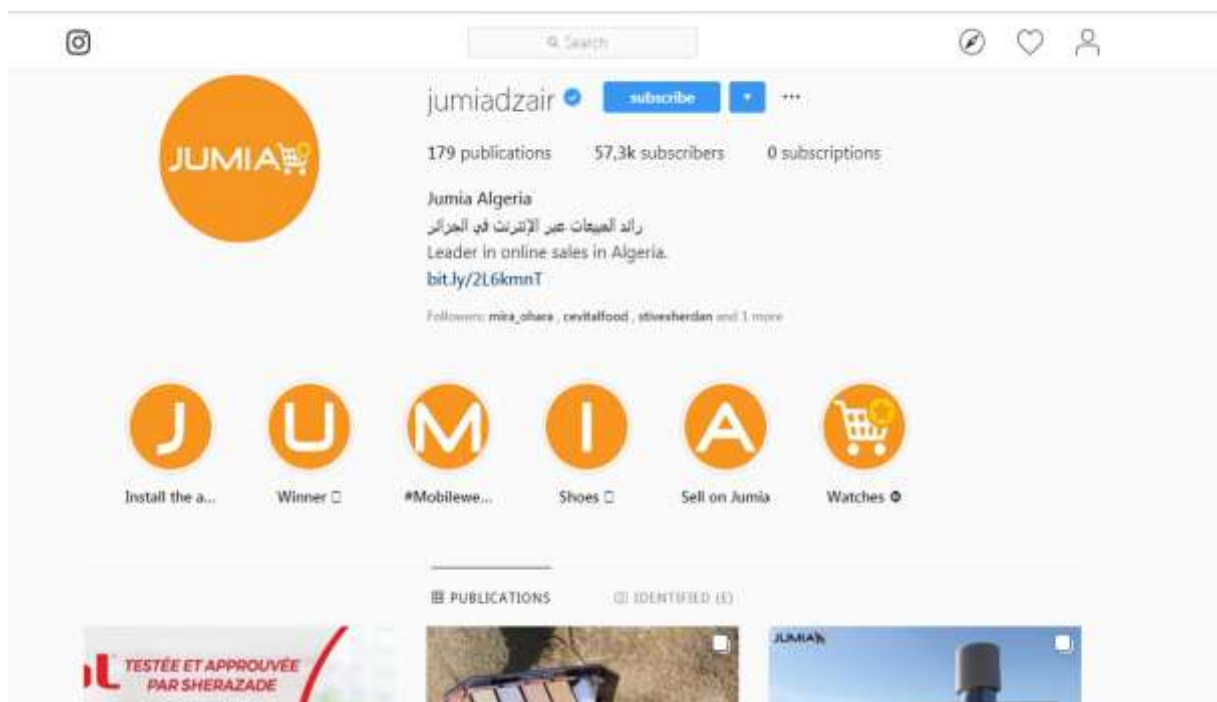 Search
JUMIA
jumiadzair
subscribe
...
179 publications 57,3k subscribers 0 subscriptions
Jumia Algeria
رائد المبيعات عبر الإنترنت في الجزائر
Leader in online sales in Algeria.
bit.ly/2L6kmnT
Followers: mira_ohara , cevitalfood , stivesherdan and 1 more
J U M I A
Install the a... Winner #Mobilewe... Shoes Sell on Jumia Watches
PUBLICATIONS IDENTIFIED (E)
TESTÉE ET APPROUVÉE
PAR SHERAZADE
JUMIA